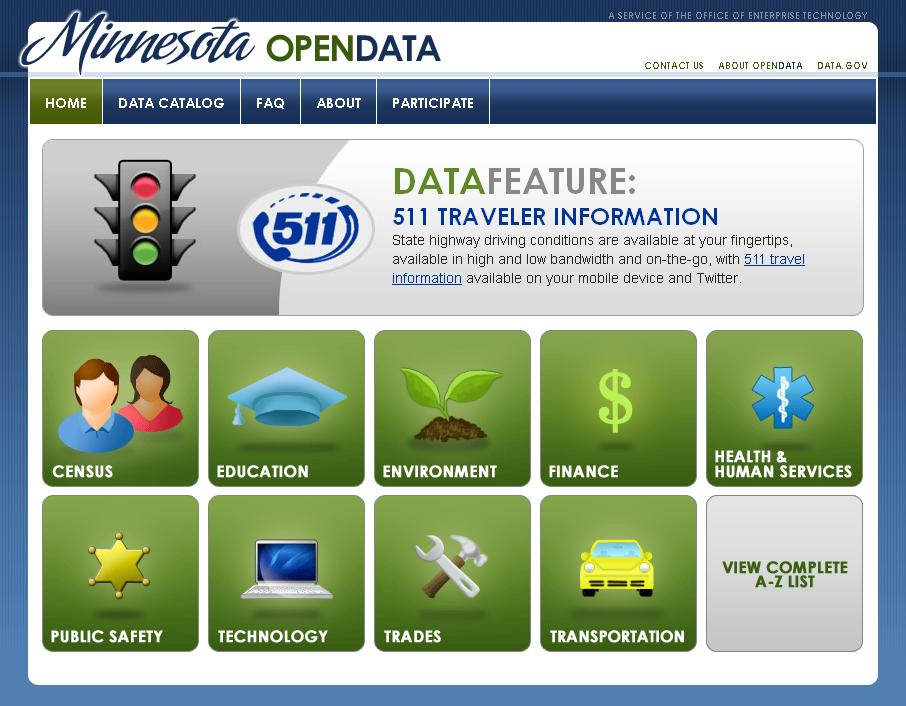 A SERVICE OF THE OFFICE OF ENTERPRISE TECHNOLOGY
Minnesota OPENDATA
CONTACT US ABOUT OPENDATA DATA.GOV
HOME DATA CATALOG FAQ ABOUT PARTICIPATE
DATAFEATURE:
511
511 TRAVELER INFORMATION
State highway driving conditions are available at your fingertips,
available in high and low bandwidth and on-the-go, with 511 travel
information available on your mobile device and Twitter.
CENSUS
EDUCATION
ENVIRONMENT
FINANCE
HEALTH &
HUMAN SERVICES
PUBLIC SAFETY
TECHNOLOGY
TRADES
TRANSPORTATION
VIEW COMPLETE
A-Z LIST